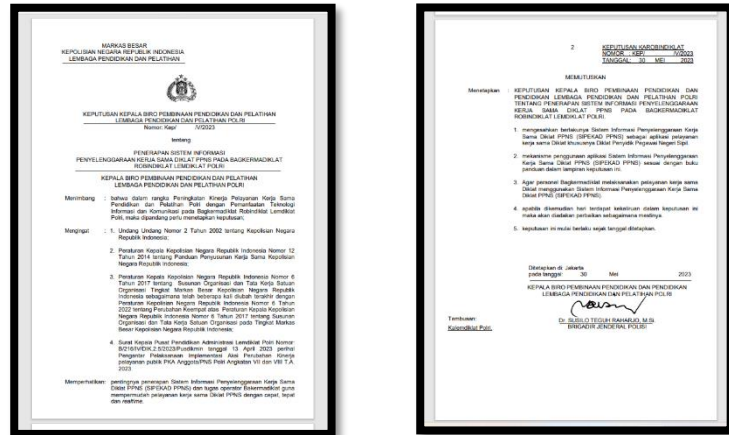 MARKAS BESAR
KEPOLISIAN NEGARA REPUBLIK INDONESIA
LEMBAGA PENDIDIKAN DAN PELATIHAN
KEPUTUSAN KEPALA BIRO PEMBINAAN PENDIDIKAN DAN PELATIHAN
LEMBAGA PENDIDIKAN DAN PELATIHAN POLRI
Nomor: Kep/ /V/2023
tentang
PENERAPAN SISTEM INFORMASI
PENYELENGGARAAN KERJA SAMA DIKLAT PPNS PADA BAGKERMADIKLAT
ROBINDIKLAT LEMDIKLAT POLRI
KEPALA BIRO PEMBINAAN PENDIDIKAN DAN PELATIHAN
LEMBAGA PENDIDIKAN DAN PELATIHAN POLRI
Menimbang : bahwa dalam rangka Peningkatan Kinerja Pelayanan Kerja Sama
Pendidikan dan Pelatihan Polri dengan Pemanfaatan Teknologi
Informasi dan Komunikasi pada Bagkermadiklat Robindiklat Lemdiklat
Polri, maka dipandang perlu menetapkan keputusan;
Mengingat : 1. Undang Undang Nomor 2 Tahun 2002 tentang Kepolisian Negara
Republik Indonesia;
2. Peraturan Kepala Kepolisian Negara Republik Indonesia Nomor 12
Tahun 2014 tentang Panduan Penyusunan Kerja Sama Kepolisian
Negara Republik Indonesia;
3. Peraturan Kepala Kepolisian Negara Republik Indonesia Nomor 6
Tahun 2017 tentang Susunan Organisasi dan Tata Kerja Satuan
Organisasi Tingkat Markas Besar Kepolisian Negara Republik
Indonesia sebagaimana telah beberapa kali diubah terakhir dengan
Peraturan Kepolisian Negara Republik Indonesia Nomor 6 Tahun
2022 tentang Perubahan Keempat atas Peraturan Kepala Kepolisian
Negara Republik Indonesia Nomor 6 Tahun 2017 tentang Susunan
Organisasi dan Tata Kerja Satuan Organisasi pada Tingkat Markas
Besar Kepolisian Negara Republik Indonesia;
4. Surat Kepala Pusat Pendidikan Administrasi Lemdiklat Polri Nomor:
tanggal 13 April 2023 perihal
Pengantar Pelaksanaan Implementasi Aksi Perubahan Kinerja
pelayanan publik PKA Anggota/PNS Polri Angkatan VII dan VIII T.A.
2023
Memperhatikan: pentingnya penerapan Sistem Informasi Penyelenggaraan Kerja Sama
Diklat PPNS (SIPEKAD PPNS) dan tugas operator Bakermadiklat guna
mempermudah pelayanan kerja sama Diklat PPNS dengan cepat, tepat
dan realtime.
2 KEPUTUSAN KAROBINDIKLAT
NOMOR : KEP/ /V/2023
TANGGAL: 30 MEI 2023
MEMUTUSKAN
Menetapkan : KEPUTUSAN KEPALA BIRO PEMBINAAN PENDIDIKAN DAN
PENDIDIKAN LEMBAGA PENDIDIKAN DAN PELATIHAN POLRI
TENTANG PENERAPAN SISTEM INFORMASI PENYELENGGARAAN
KERJA SAMA DIKLAT PPNS PADA BAGKERMADIKLAT
ROBINDIKLAT LEMDIKLAT POLRI.
1. mengesahkan berlakunya Sistem Informasi Penyelenggaraan Kerja
Sama Diklat PPNS (SIPEKAD PPNS) sebagai aplikasi pelayanan
kerja sama Diklat khususnya Diklat Penyidik Pegawai Negeri Sipil.
2. mekanisme penggunaan aplikasi Sistem Informasi Penyelenggaraan
Kerja Sama Diklat PPNS (SIPEKAD PPNS) sesuai dengan buku
panduan dalam lampiran keputusan ini.
3. Agar personel Bagkermadiklat melaksanakan pelayanan kerja sama
Diklat menggunakan Sistem Informasi Penyelenggaraan Kerja Sama
Diklat PPNS (SIPEKAD PPNS)
4. apabila dikemudian hari terdapat kekeliruan dalam keputusan ini
maka akan diadakan perbaikan sebagaimana mestinya.
5. keputusan ini mulai berlaku sejak tanggal ditetapkan.
Ditetapkan di: Jakarta
pada tanggal: 30 Mei 2023
KEPALA BIRO PEMBINAAN PENDIDIKAN DAN PELATIHAN
LEMBAGA PENDIDIKAN DAN PELATIHAN POLRI
Dr. SUSILO TEGUH RAHARJO, M.Si.
BRIGADIR JENDERAL POLISI
Tembusan:
Kalemdiklat Polri.